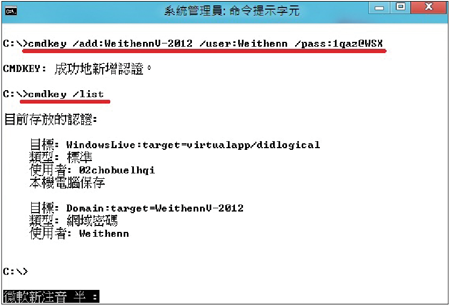 系統管理員: 命令提示字元
C:\>cmdkey /add:WeithennV-2012 /user:Weithenn /pass:1qaz@WSX
CMDKEY: 成功地新增認證。
C:\>cmdkey /list
目前存放的認證:
目標: WindowsLive:target=virtualapp/didlogical
類型: 標準
使用者: 02chobuelhqi
本機電腦保存
目標: Domain:target=WeithennV-2012
類型: 網域密碼
使用者: Weithenn
C:\>
微軟新注音 半 :